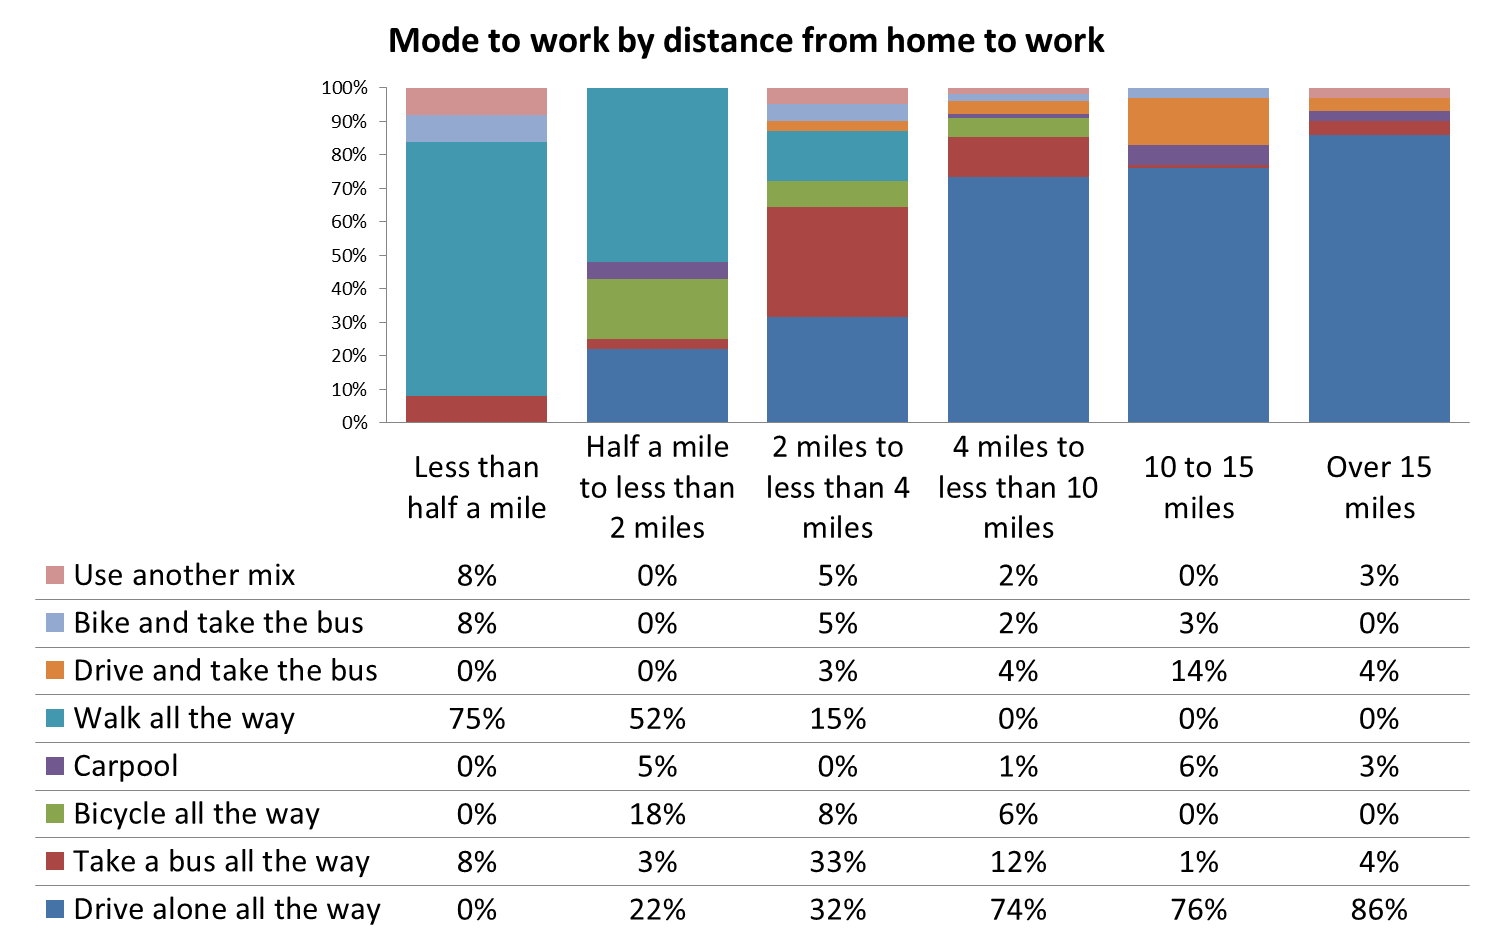 Mode to work by distance from home to work
100%
90%
80%
70%
60%
50%
40%
30%
20%
10%
0%
Less than
half a mile
Half a mile
to less than
2 miles
2 miles to
less than 4
miles
4 miles to
less than 10
miles
10 to 15
miles
Over 15
miles
Use another mix 8% 0% 5% 2% 0% 3%
Bike and take the bus 8% 0% 5% 2% 3% 0%
Drive and take the bus 0% 0% 3% 4% 14% 4%
Walk all the way 75% 52% 15% 0% 0% 0%
Carpool 0% 5% 0% 1% 6% 3%
Bicycle all the way 0% 18% 8% 6% 0% 0%
Take a bus all the way 8% 3% 33% 12% 1% 4%
Drive alone all the way 0% 22% 32% 74% 76% 86%